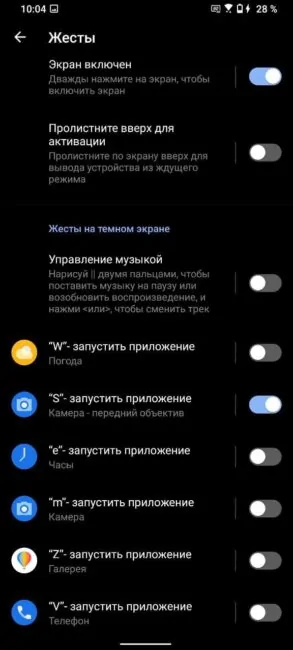 10:04
28 %
Жесты
Экран включен
Дважды нажмите на экран, чтобы
включить экран
Пролистните вверх для
активации
Пролистните по экрану вверх для
вывода устройства из ждущего
режима
Жесты на темном экране
Управление музыкой
Нарисуй || двумя пальцами, чтобы
поставить музыку на паузу или
возобновить воспроизведение, и
нажми <или>, чтобы сменить трек
“W”- запустить приложение
Погода
“S”- запустить приложение
Камера - передний объектив
“e”- запустить приложение
Часы
“m”- запустить приложение
Камера
“Z”- запустить приложение
Галерея
“V”- запустить приложение
Телефон